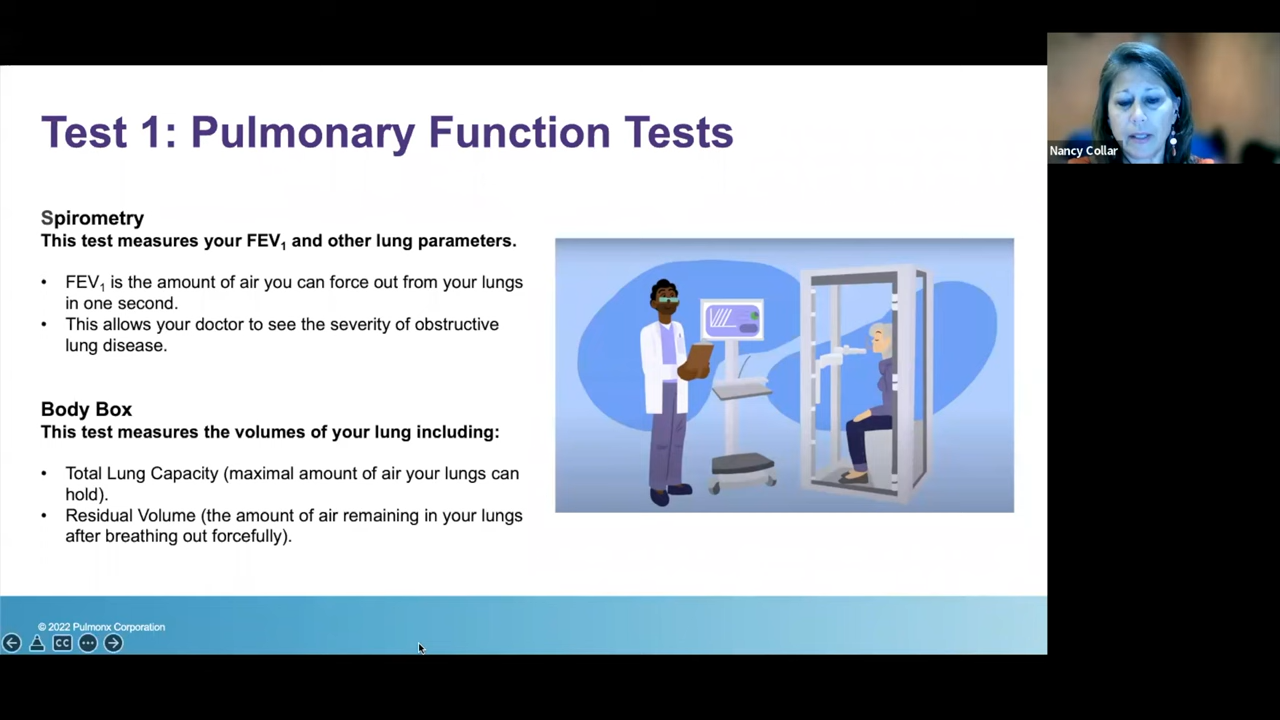 Test 1: Pulmonary Function Tests
Spirometry
This test measures your FEV₁ and other lung parameters.
• FEV₁ is the amount of air you can force out from your lungs
in one second.
• This allows your doctor to see the severity of obstructive
lung disease.
Body Box
This test measures the volumes of your lung including:
• Total Lung Capacity (maximal amount of air your lungs can
hold).
• Residual Volume (the amount of air remaining in your lungs
after breathing out forcefully).
© 2022 Pulmonx Corporation
CC
Nancy Collar